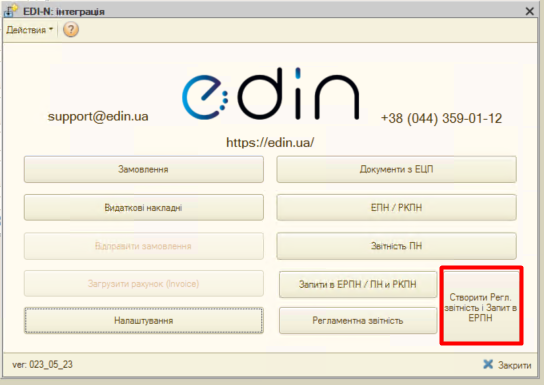 EDI-N: інтеграція
Действия
?
edin
support@edin.ua
+38 (044) 359-01-12
https://edin.ua/
Замовлення
Документи з ЕЦП
Видаткові накладні
ЕПН / РКПН
Відправити замовлення
Звітність ПН
Загрузити рахунок (Invoice)
Запити в ЕРПН / ПН и РКПН
Створити Регл.
звітність і Запит в
ЕРПН
Налаштування
Регламентна звітність
ver: 023_05_23
Закрити